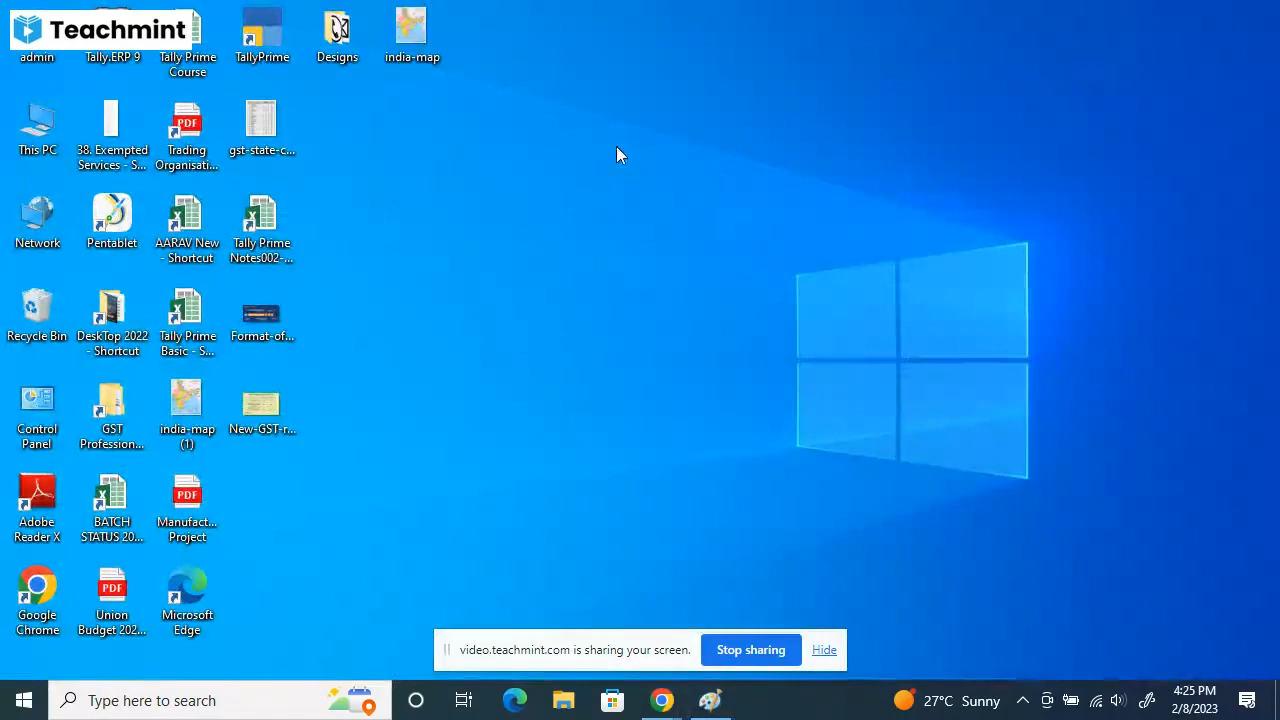 Teachmint
admin
Tally.ERP 9
Tally Prime
Course
TallyPrime
Designs
india-map
This PC
38. Exempted
Services - S...
PDF
Trading
Organisati...
gst-state-c...
Network
Pentablet
AARAV New
- Shortcut
Tally Prime
Notes002-...
Recycle Bin
DeskTop 2022
- Shortcut
Tally Prime
Basic - S...
Format-of...
Control
Panel
GST
Profession...
india-map
(1)
New-GST-r...
Adobe
Reader X
BATCH
STATUS 20...
PDF
Manufact...
Project
Google
Chrome
PDF
Union
Budget 202...
Microsoft
Edge
video.teachmint.com is sharing your screen.
Stop sharing
Hide
Type here to search
27°C Sunny
4:25 PM
2/8/2023